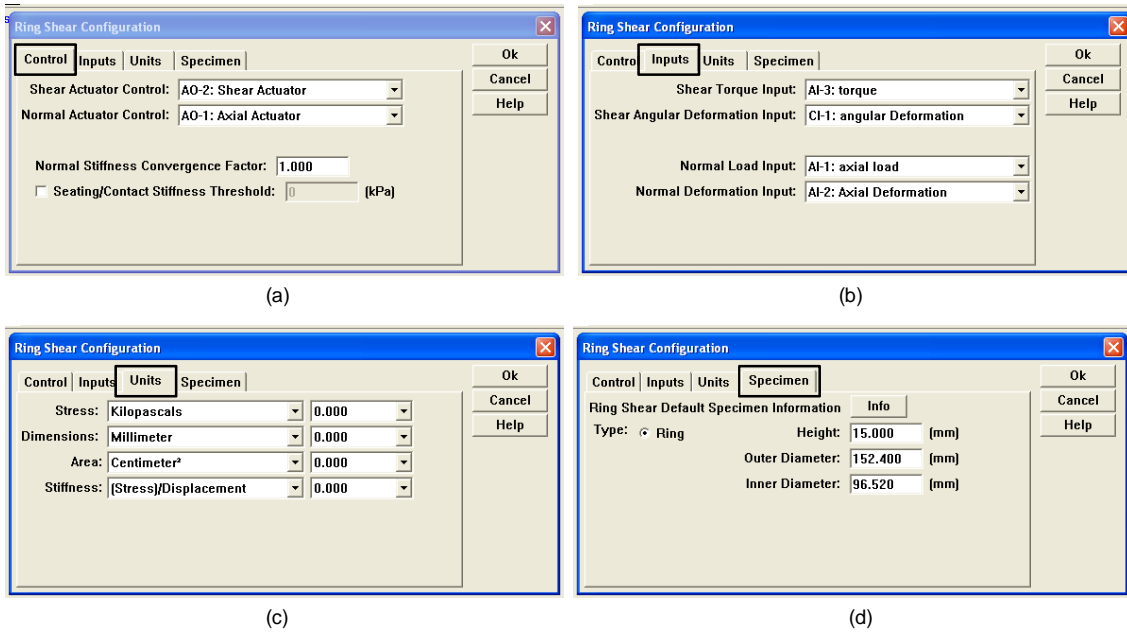 s
Ring Shear Configuration
Control Inputs Units Specimen
Ok
Cancel
Help
Shear Actuator Control: AO-2: Shear Actuator
Normal Actuator Control: AO-1: Axial Actuator
Normal Stiffness Convergence Factor: 1.000
Seating/Contact Stiffness Threshold: 0 (kPa)
(a)
Ring Shear Configuration
Contro Inputs Units Specimen
Ok
Cancel
Help
Shear Torque Input: AI-3: torque
Shear Angular Deformation Input: CI-1: angular Deformation
Normal Load Input: AI-1: axial load
Normal Deformation Input: AI-2: Axial Deformation
(b)
Ring Shear Configuration
Control Inputs Units Specimen
Ok
Cancel
Help
Stress: Kilopascals 0.000
Dimensions: Millimeter 0.000
Area: Centimeter² 0.000
Stiffness: (Stress)/Displacement 0.000
(c)
Ring Shear Configuration
Control Inputs Units Specimen
Ok
Cancel
Help
Ring Shear Default Specimen Information Info
Type: Ring Height: 15.000 (mm)
Outer Diameter: 152.400 (mm)
Inner Diameter: 96.520 (mm)
(d)